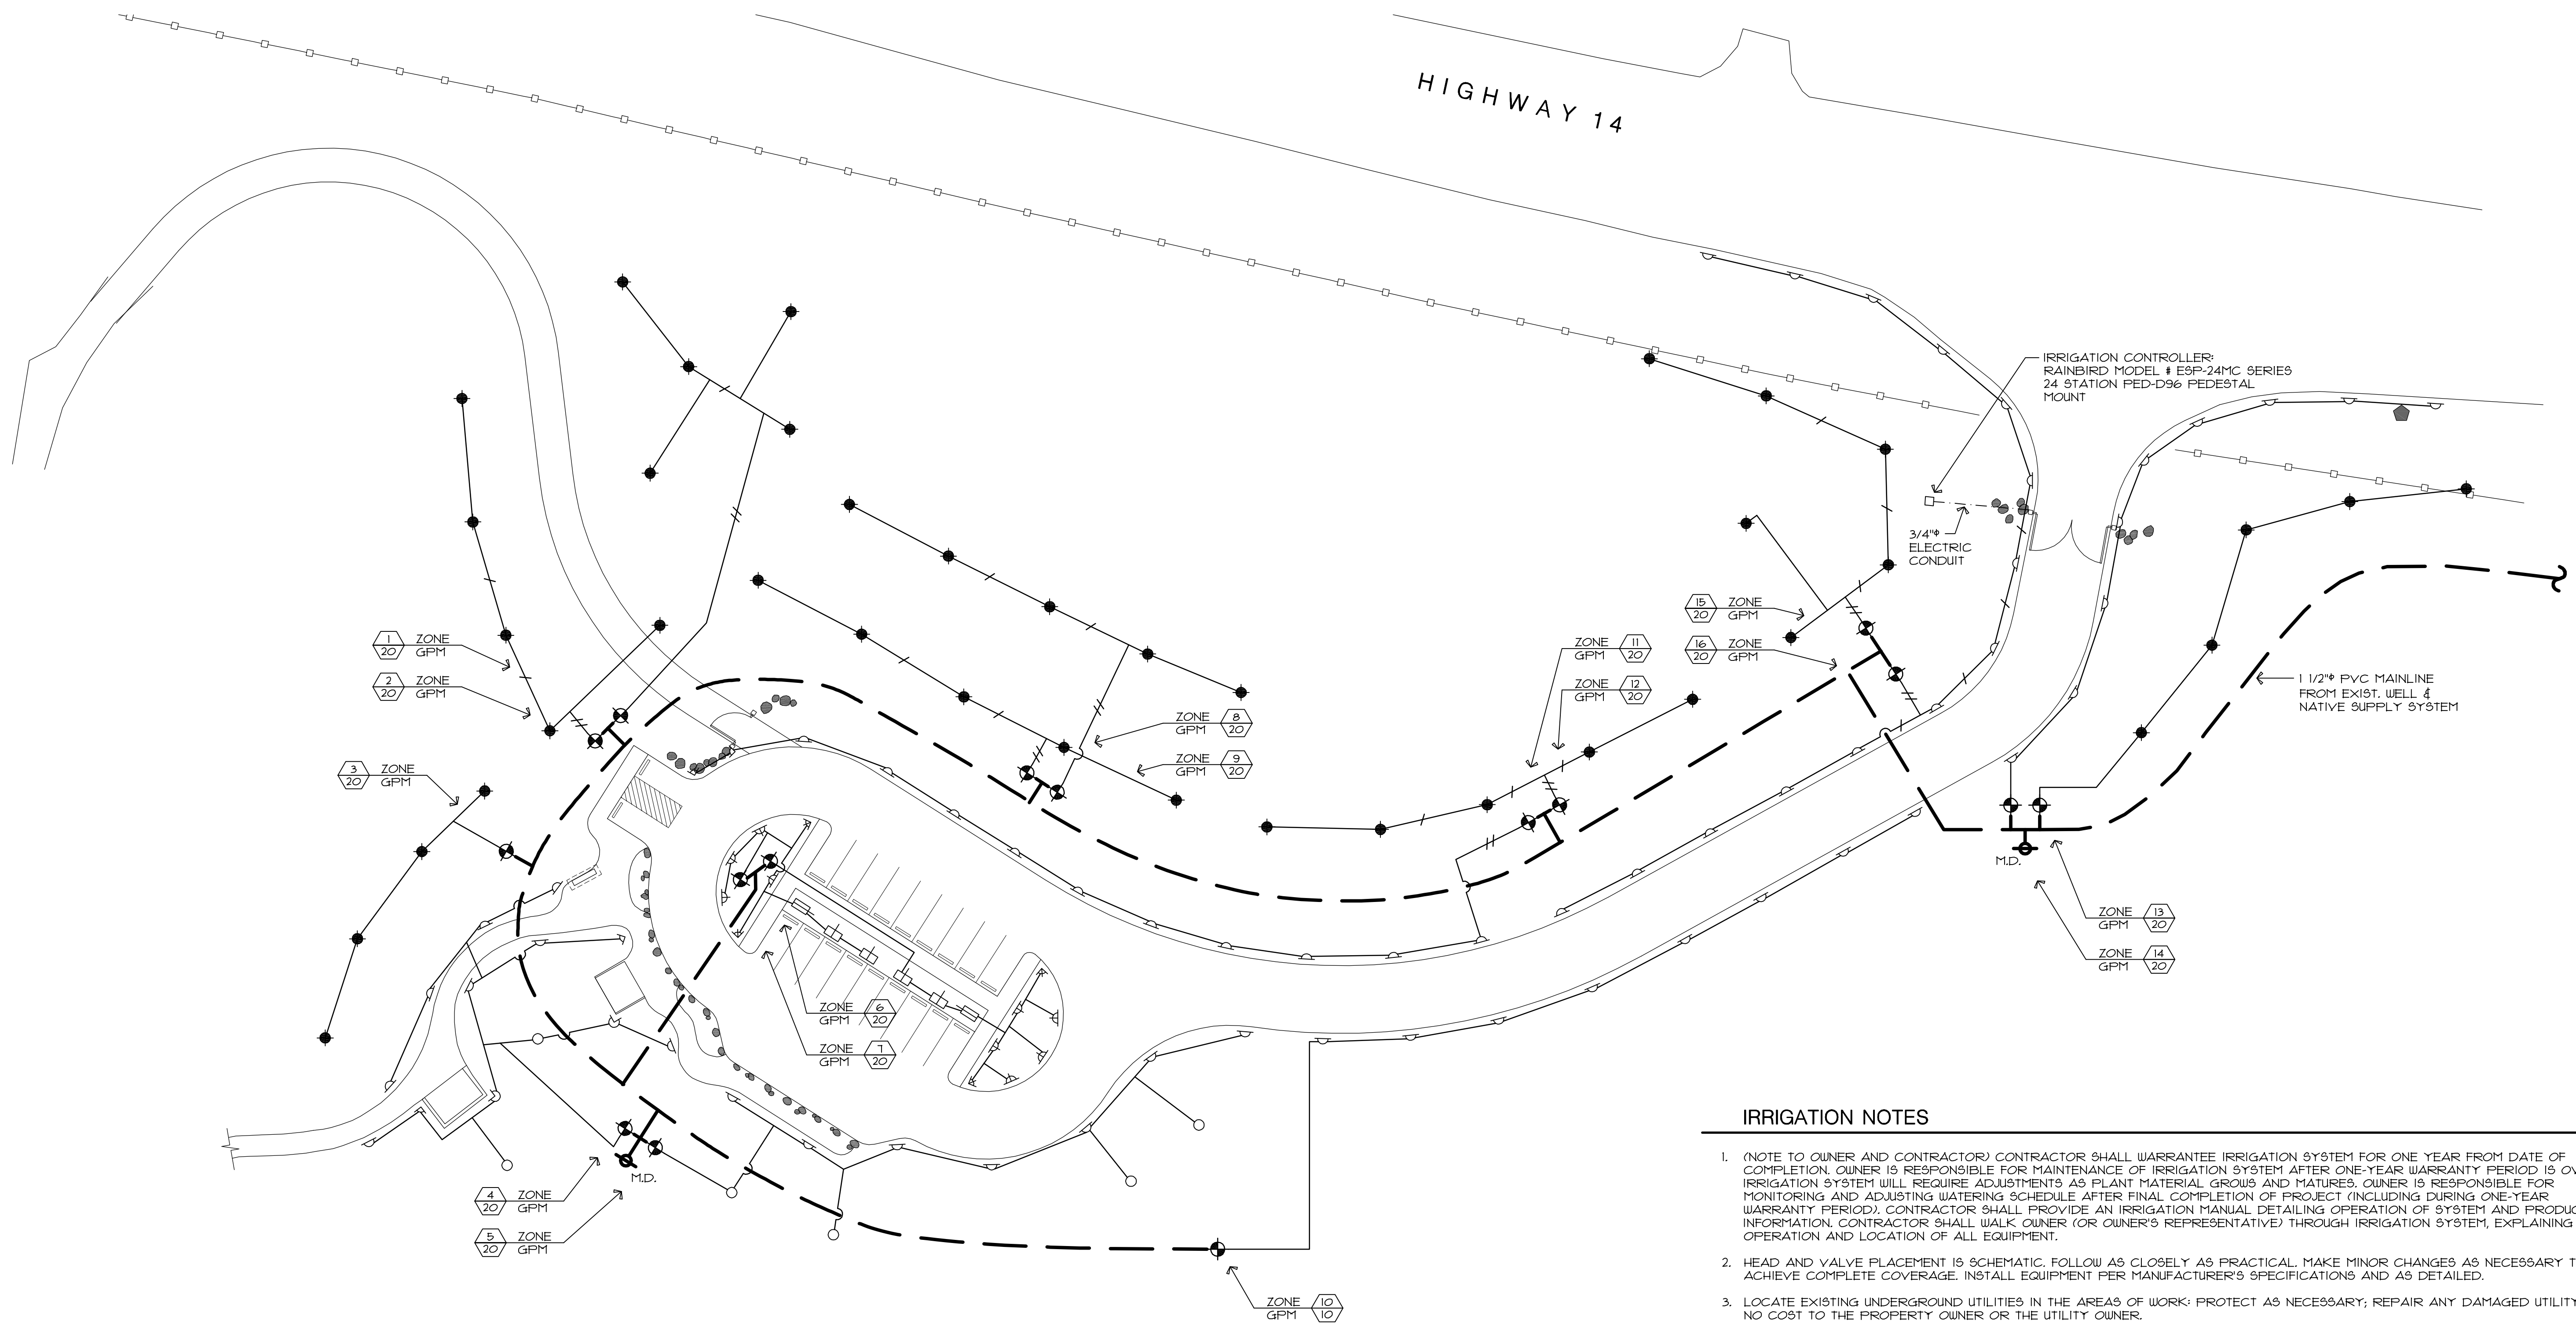 HIGHWAY 14
IRRIGATION CONTROLLER:
RAINBIRD MODEL # ESP-24MC SERIES
24 STATION PED-D96 PEDESTAL
MOUNT
3/4"Φ
ELECTRIC
CONDUIT
15 ZONE
20 GPM
16 ZONE
20 GPM
ZONE 11
GPM 20
ZONE 12
GPM 20
1 ZONE
20 GPM
2 ZONE
20 GPM
1 1/2"Φ PVC MAINLINE
FROM EXIST. WELL &
NATIVE SUPPLY SYSTEM
ZONE 8
GPM 20
ZONE 9
GPM 20
3 ZONE
20 GPM
M.D.
ZONE 13
GPM 20
ZONE 14
GPM 20
ZONE 6
GPM 20
ZONE 7
GPM 20
M.D.
4 ZONE
20 GPM
5 ZONE
20 GPM
ZONE 10
GPM 10
IRRIGATION NOTES
1. (NOTE TO OWNER AND CONTRACTOR) CONTRACTOR SHALL WARRANTEE IRRIGATION SYSTEM FOR ONE YEAR FROM DATE OF
COMPLETION. OWNER IS RESPONSIBLE FOR MAINTENANCE OF IRRIGATION SYSTEM AFTER ONE-YEAR WARRANTY PERIOD IS
IRRIGATION SYSTEM WILL REQUIRE ADJUSTMENTS AS PLANT MATERIAL GROWS AND MATURES. OWNER IS RESPONSIBLE FOR
MONITORING AND ADJUSTING WATERING SCHEDULE AFTER FINAL COMPLETION OF PROJECT (INCLUDING DURING ONE-YEAR
WARRANTY PERIOD). CONTRACTOR SHALL PROVIDE AN IRRIGATION MANUAL DETAILING OPERATION OF SYSTEM AND
INFORMATION. CONTRACTOR SHALL WALK OWNER (OR OWNER'S REPRESENTATIVE) THROUGH IRRIGATION SYSTEM, EXPLAINING
OPERATION AND LOCATION OF ALL EQUIPMENT.
2. HEAD AND VALVE PLACEMENT IS SCHEMATIC. FOLLOW AS CLOSELY AS PRACTICAL. MAKE MINOR CHANGES AS NECESSARY
ACHIEVE COMPLETE COVERAGE. INSTALL EQUIPMENT PER MANUFACTURER'S SPECIFICATIONS AND AS DETAILED.
3. LOCATE EXISTING UNDERGROUND UTILITIES IN THE AREAS OF WORK: PROTECT AS NECESSARY; REPAIR ANY DAMAGED UTILITY
NO COST TO THE PROPERTY OWNER OR THE UTILITY OWNER.